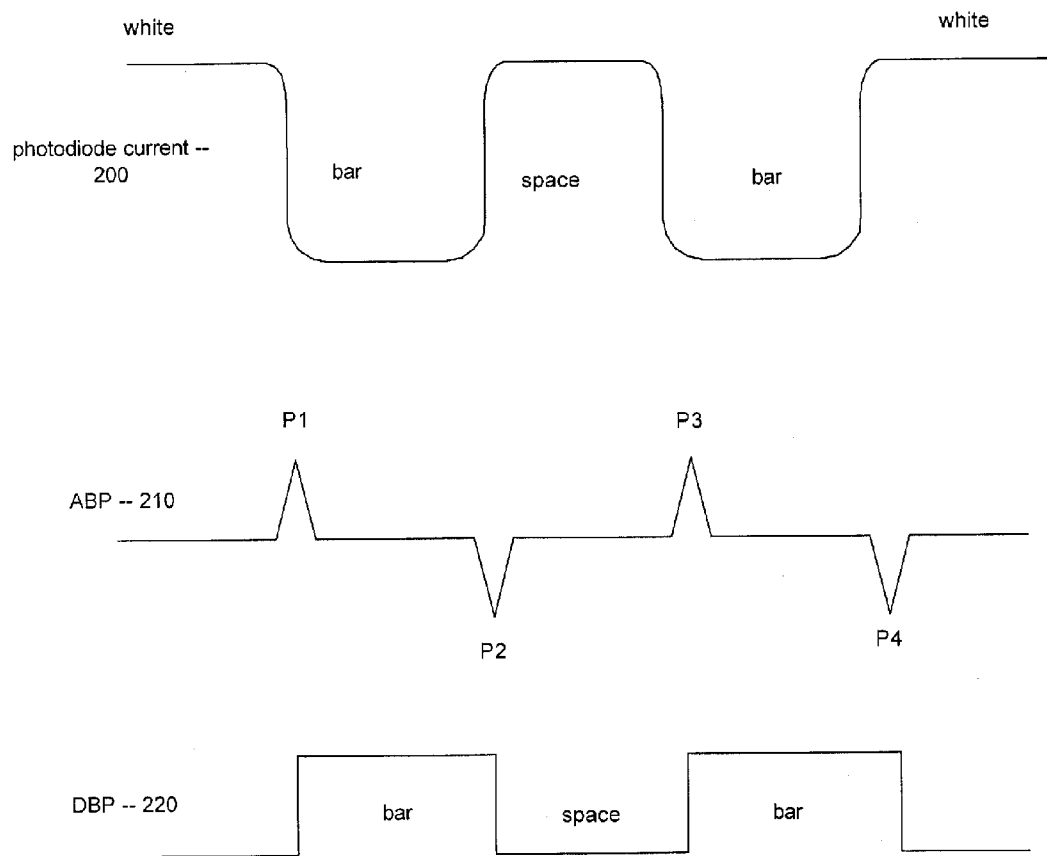 white
white
photodiode current --
200
bar
space
bar
P1
P3
ABP -- 210
P2
P4
DBP -- 220
bar
space
bar